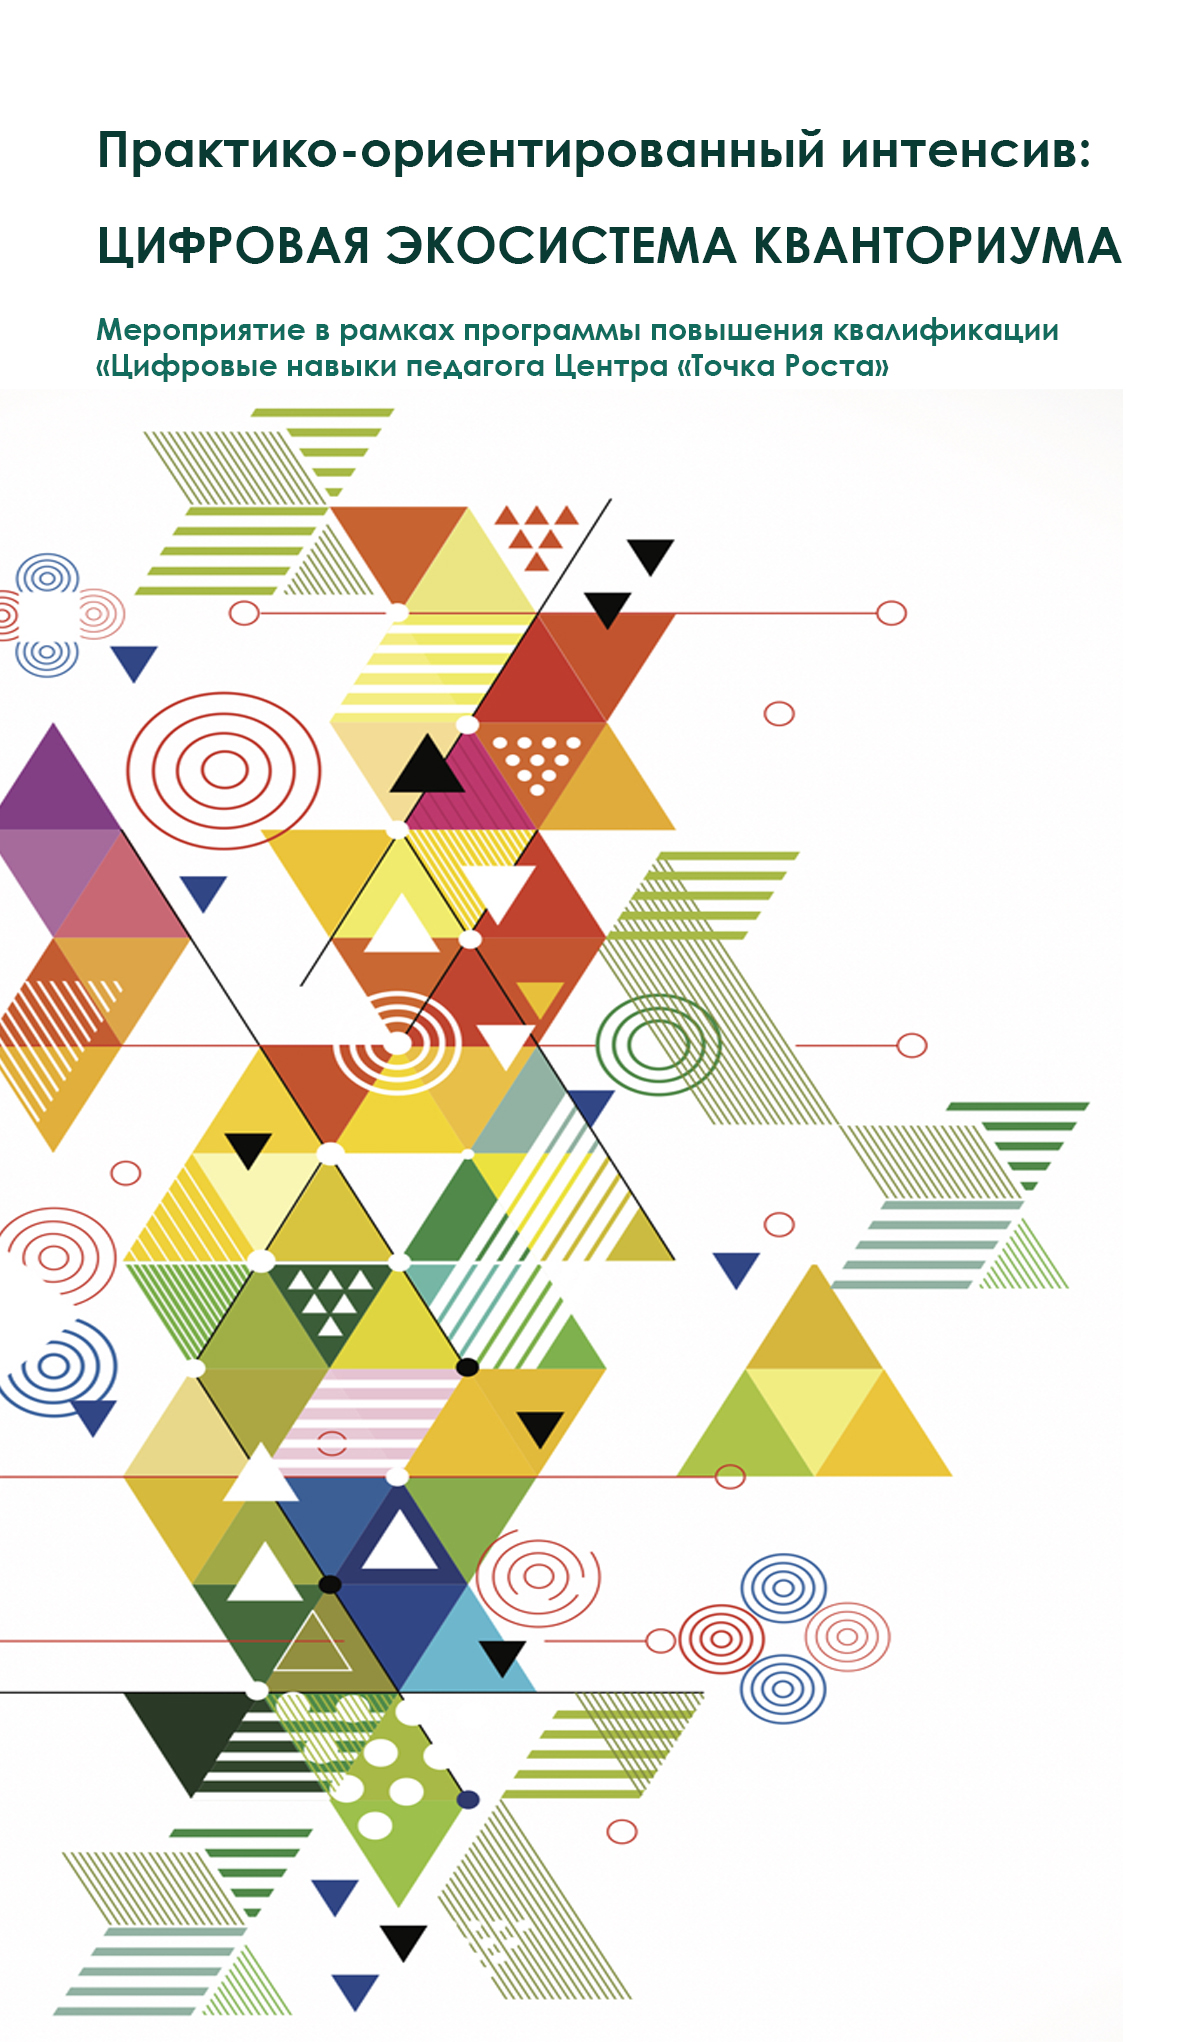 Практико-ориентированный интенсив:
ЦИФРОВАЯ ЭКОСИСТЕМА КВАНТОРИУМА
Мероприятие в рамках программы повышения квалификации
«Цифровые навыки педагога Центра «Точка Роста»